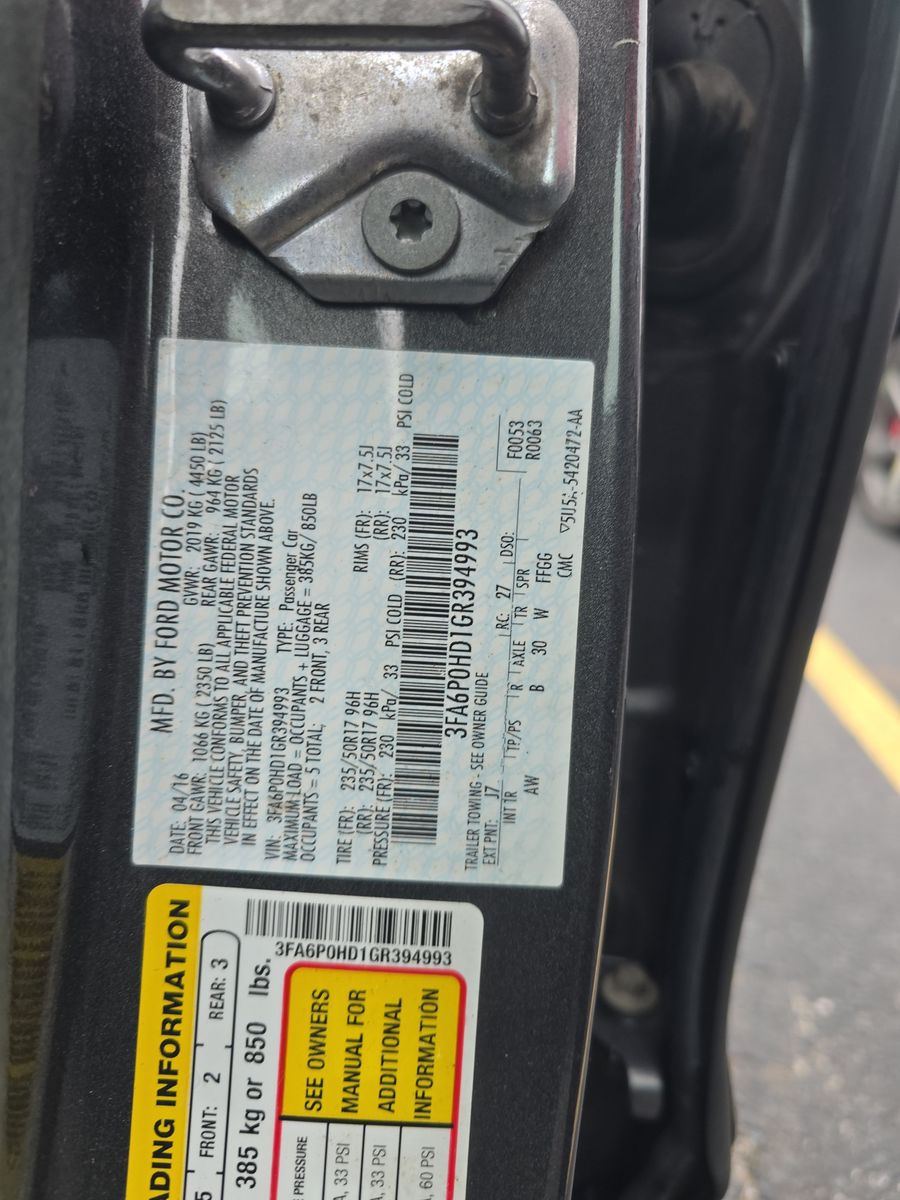 MFD. BY FORD MOTOR CO.
DATE: 04/16 GVWR: 2019 KG ( 4450 LB)
FRONT GAWR: 1066 KG ( 2350 LB) REAR GAWR: 964 KG ( 2125 LB)
THIS VEHICLE CONFORMS TO ALL APPLICABLE FEDERAL MOTOR
VEHICLE SAFETY, BUMPER, AND THEFT PREVENTION STANDARDS
IN EFFECT ON THE DATE OF MANUFACTURE SHOWN ABOVE.
VIN: 3FA6P0HD1GR394993 TYPE: Passenger Car
MAXIMUM LOAD = OCCUPANTS + LUGGAGE = 385KG/ 850LB
OCCUPANTS = 5 TOTAL: 2 FRONT, 3 REAR
TIRE (FR): 235/50R17 96H RIMS (FR): 17x7.5J
(RR): 235/50R17 96H (RR): 17x7.5J
PRESSURE (FR): 230 kPa/ 33 PSI COLD (RR): 230 kPa/ 33 PSI COLD
3FA6P0HD1GR394993
TRAILER TOWING - SEE OWNER GUIDE
F0053
R0063
EXT PNT: J7 RC: 27 DSO:
INT TR TP/PS R AXLE TR SPR
AW B 30 W FFGG
CMC 5420472-AA
ADING INFORMATION
5 FRONT: 2 REAR: 3
385 kg or 850 lbs.
3FA6P0HD1GR394993
E PRESSURE
A, 33 PSI
A, 33 PSI
A, 60 PSI
SEE OWNERS
MANUAL FOR
ADDITIONAL
INFORMATION